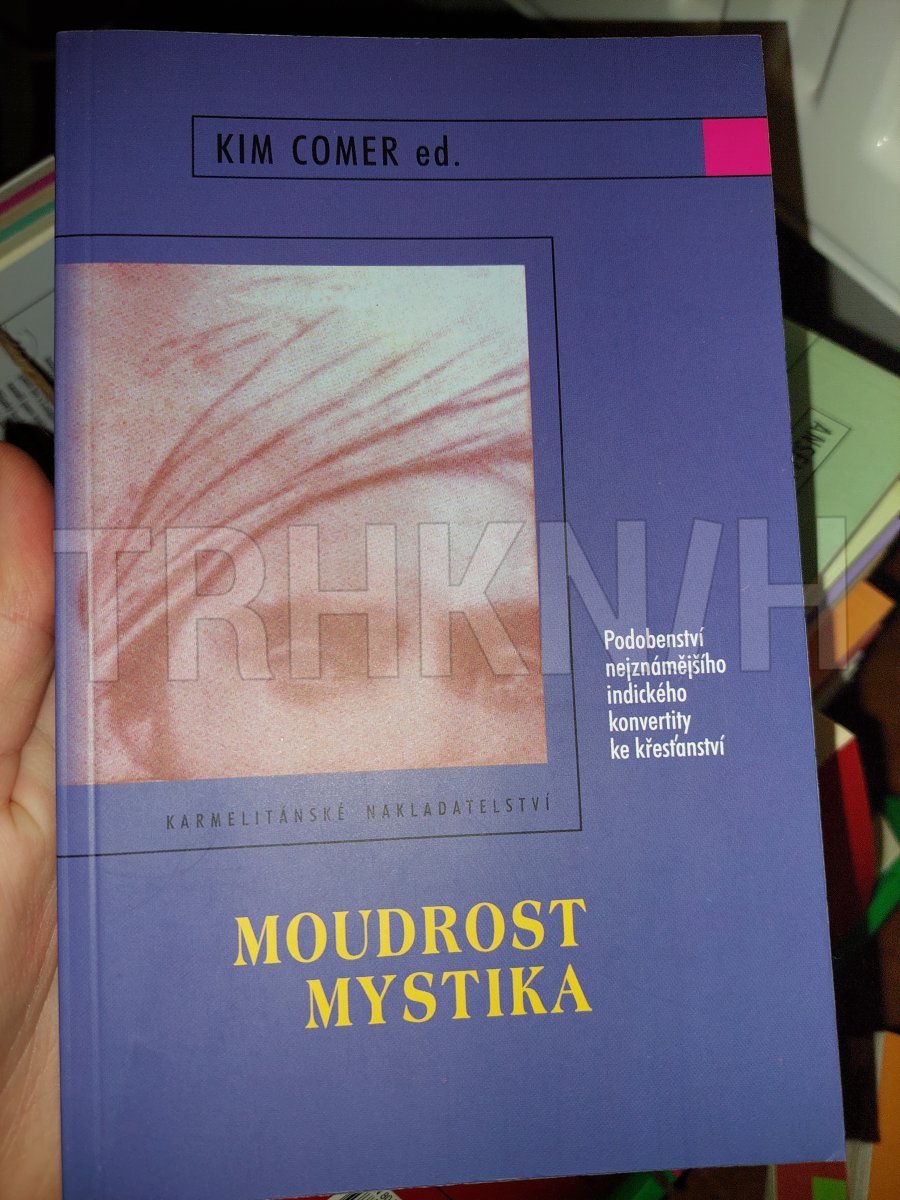 KIM COMER ed.
TRHKNIH
Podobenství
nejznámějšího
indického
konvertity
ke křesťanství
KARMELITÁNSKÉ NAKLADATELSTVÍ
MOUDROST
MYSTIKA